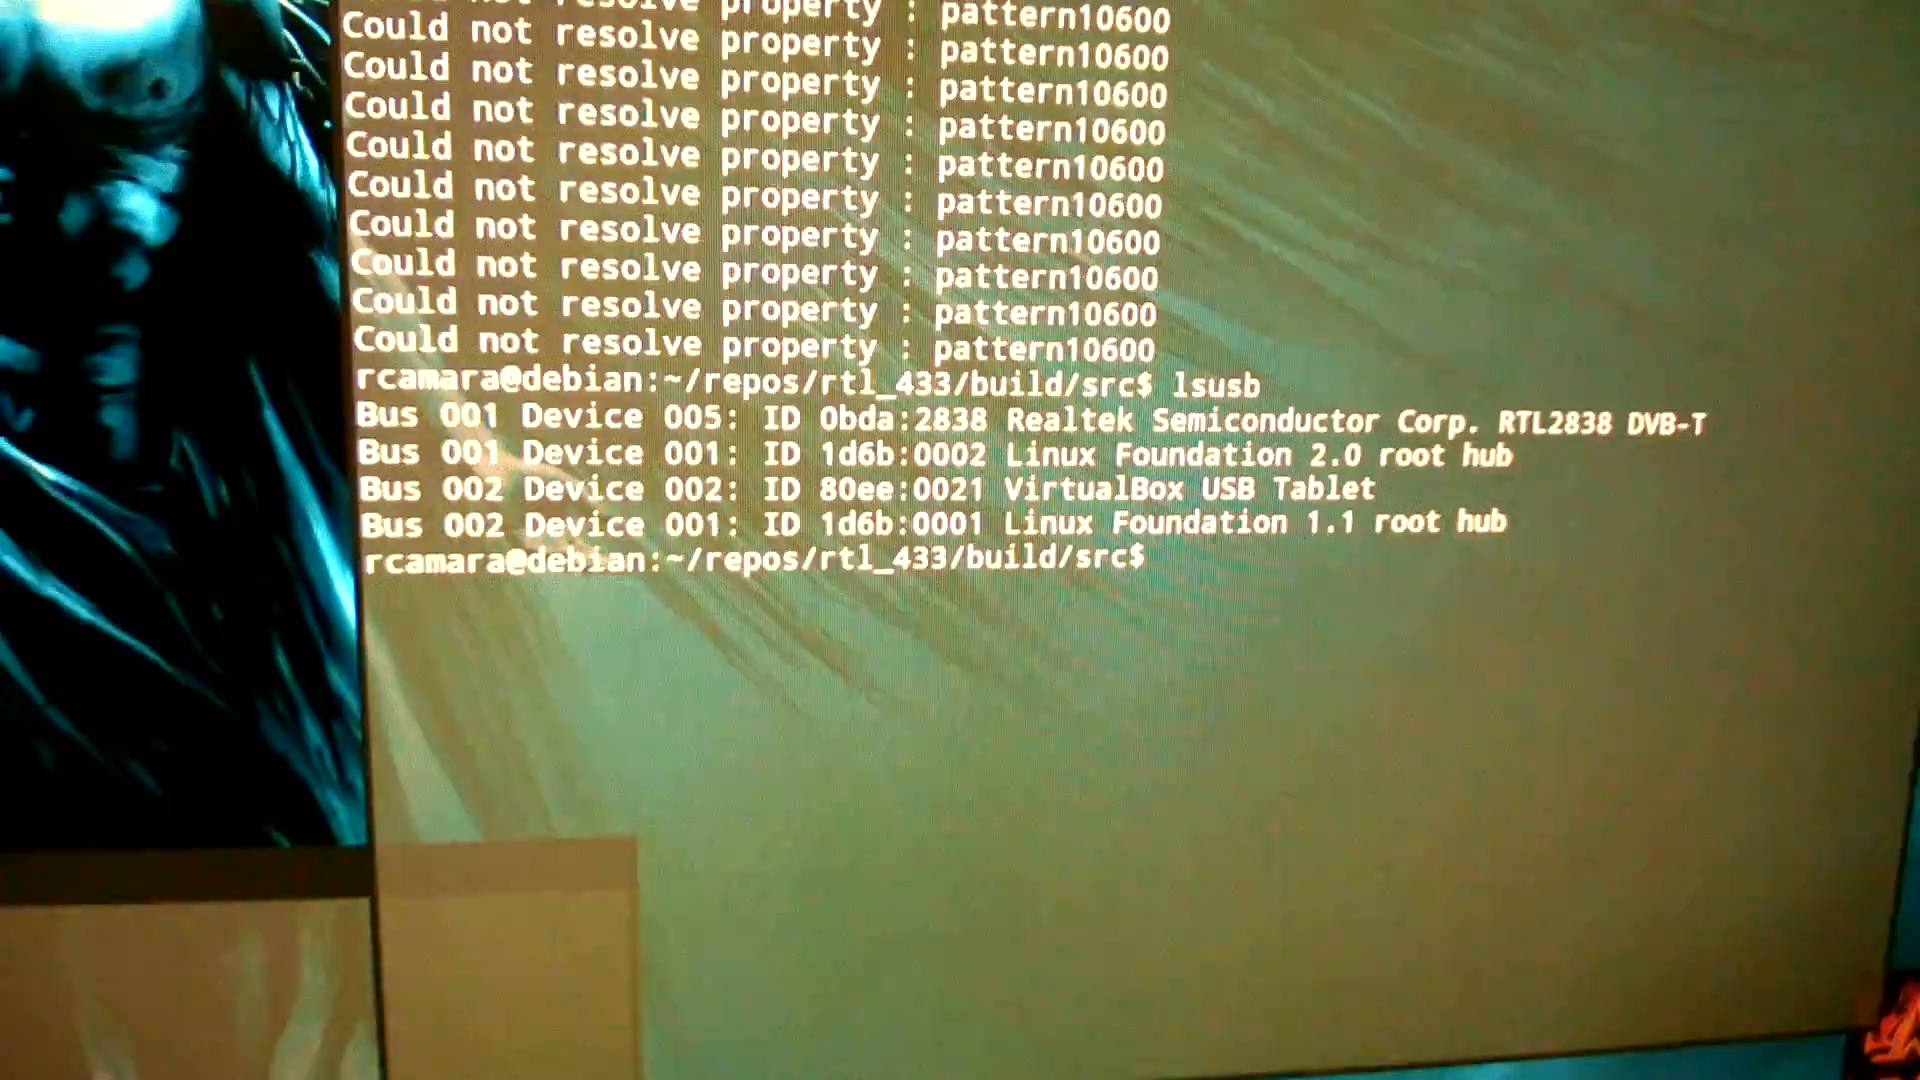 Could not resolve property : pattern10600
Could not resolve property : pattern10600
Could not resolve property : pattern10600
Could not resolve property : pattern10600
Could not resolve property : pattern10600
Could not resolve property : pattern10600
Could not resolve property : pattern10600
Could not resolve property : pattern10600
Could not resolve property : pattern10600
Could not resolve property : pattern10600
rcamara@debian:~/repos/rtl_433/build/src$ lsusb
Bus 001 Device 005: ID 0bda:2838 Realtek Semiconductor Corp. RTL2838 DVB-T
Bus 001 Device 001: ID 1d6b:0002 Linux Foundation 2.0 root hub
Bus 002 Device 002: ID 80ee:0021 VirtualBox USB Tablet
Bus 002 Device 001: ID 1d6b:0001 Linux Foundation 1.1 root hub
rcamara@debian:~/repos/rtl_433/build/src$